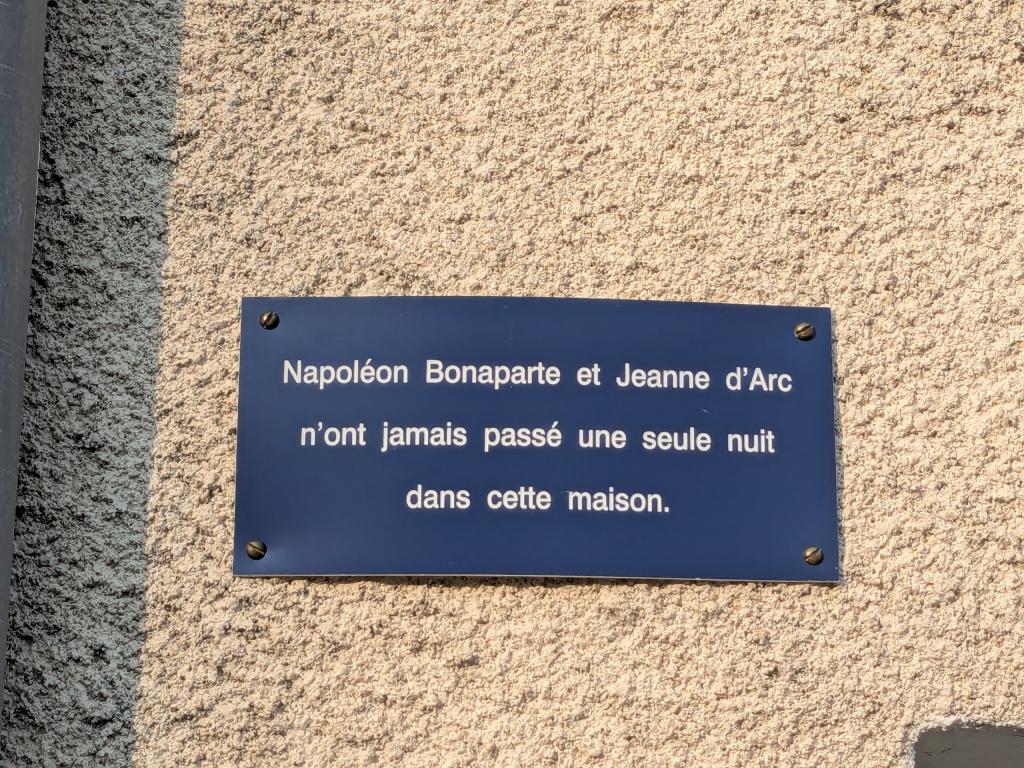 Napoléon Bonaparte et Jeanne d'Arc
n'ont jamais passé une seule nuit
dans cette maison.